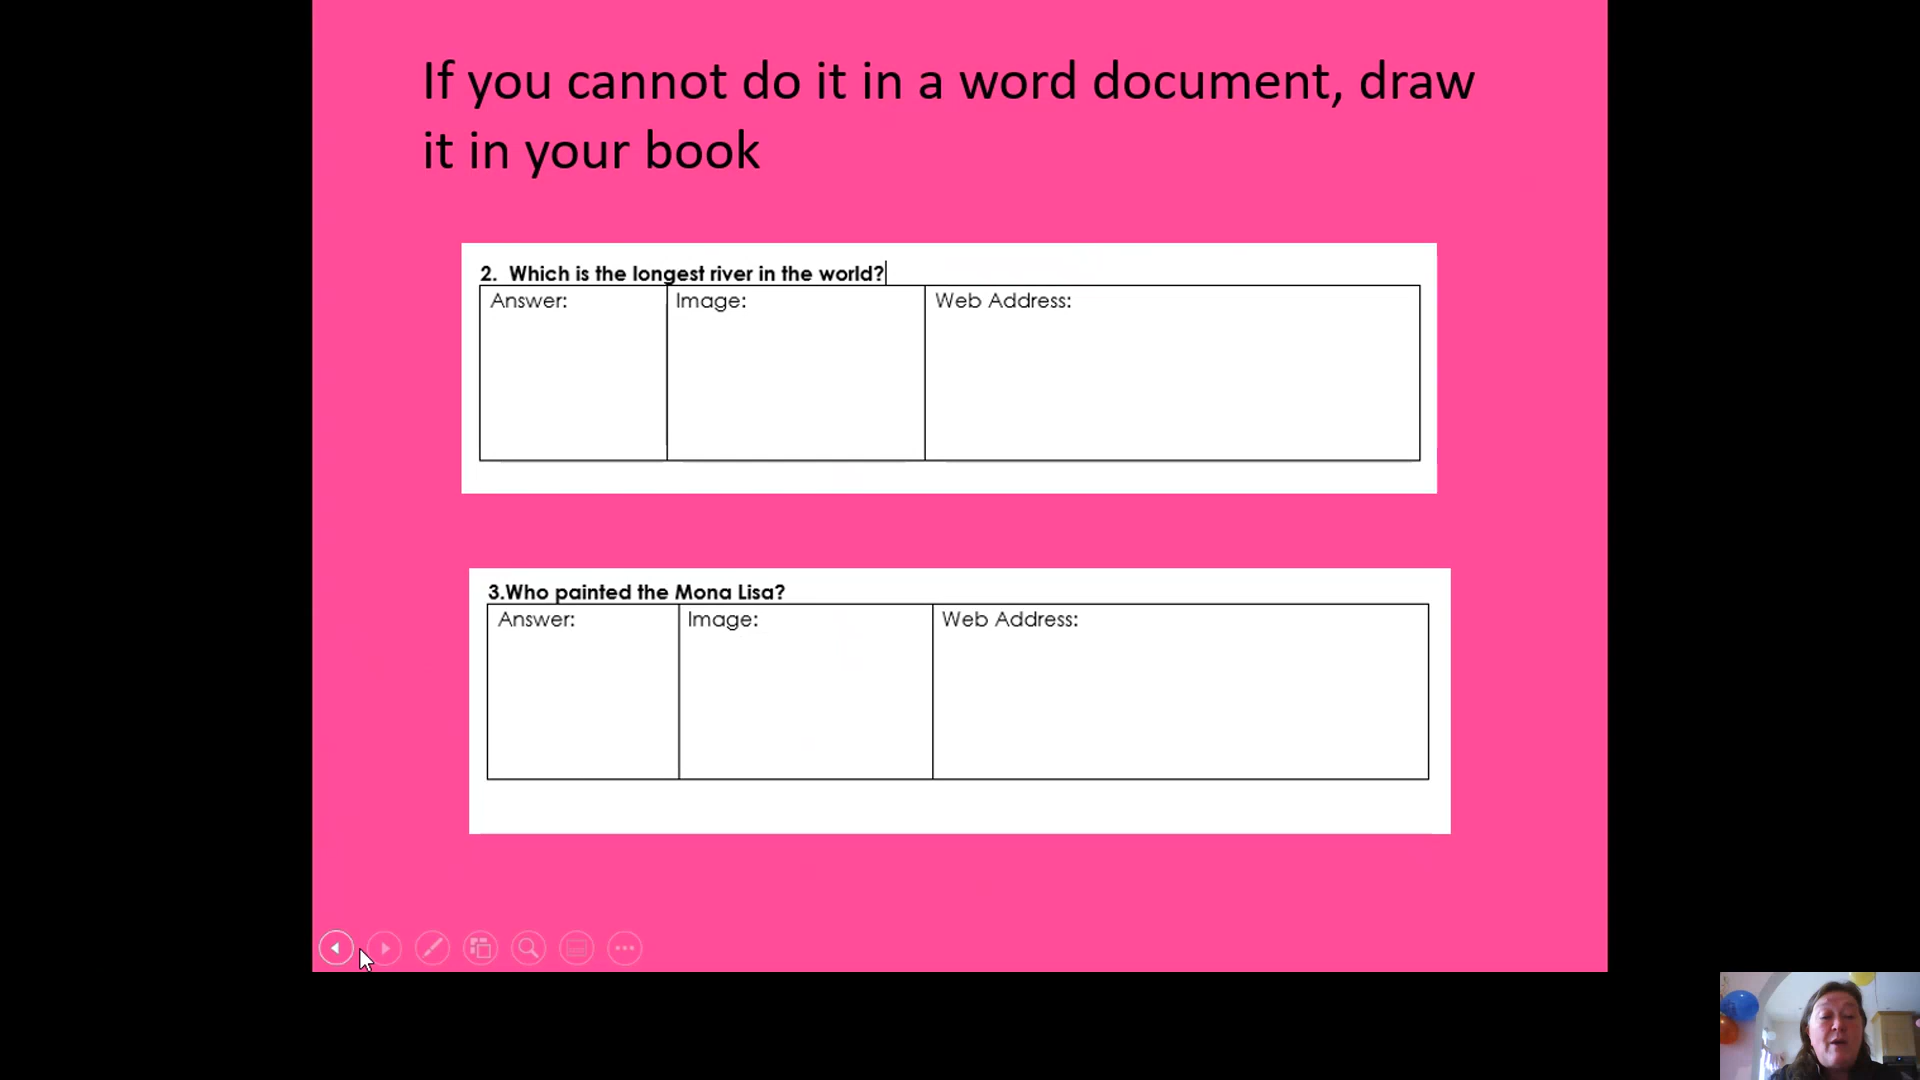 If you cannot do it in a word document, draw
it in your book
2. Which is the longest river in the world?
Answer:
Image:
Web Address:
3.Who painted the Mona Lisa?
Answer:
Image:
Web Address: